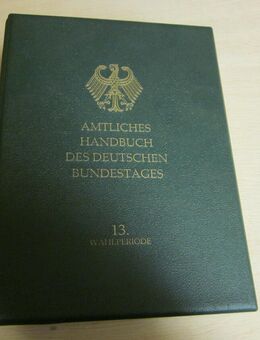 AMTLICHES
HANDBUCH
DES DEUTSCHEN
BUNDESTAGES
13.
WAHLPERIODE